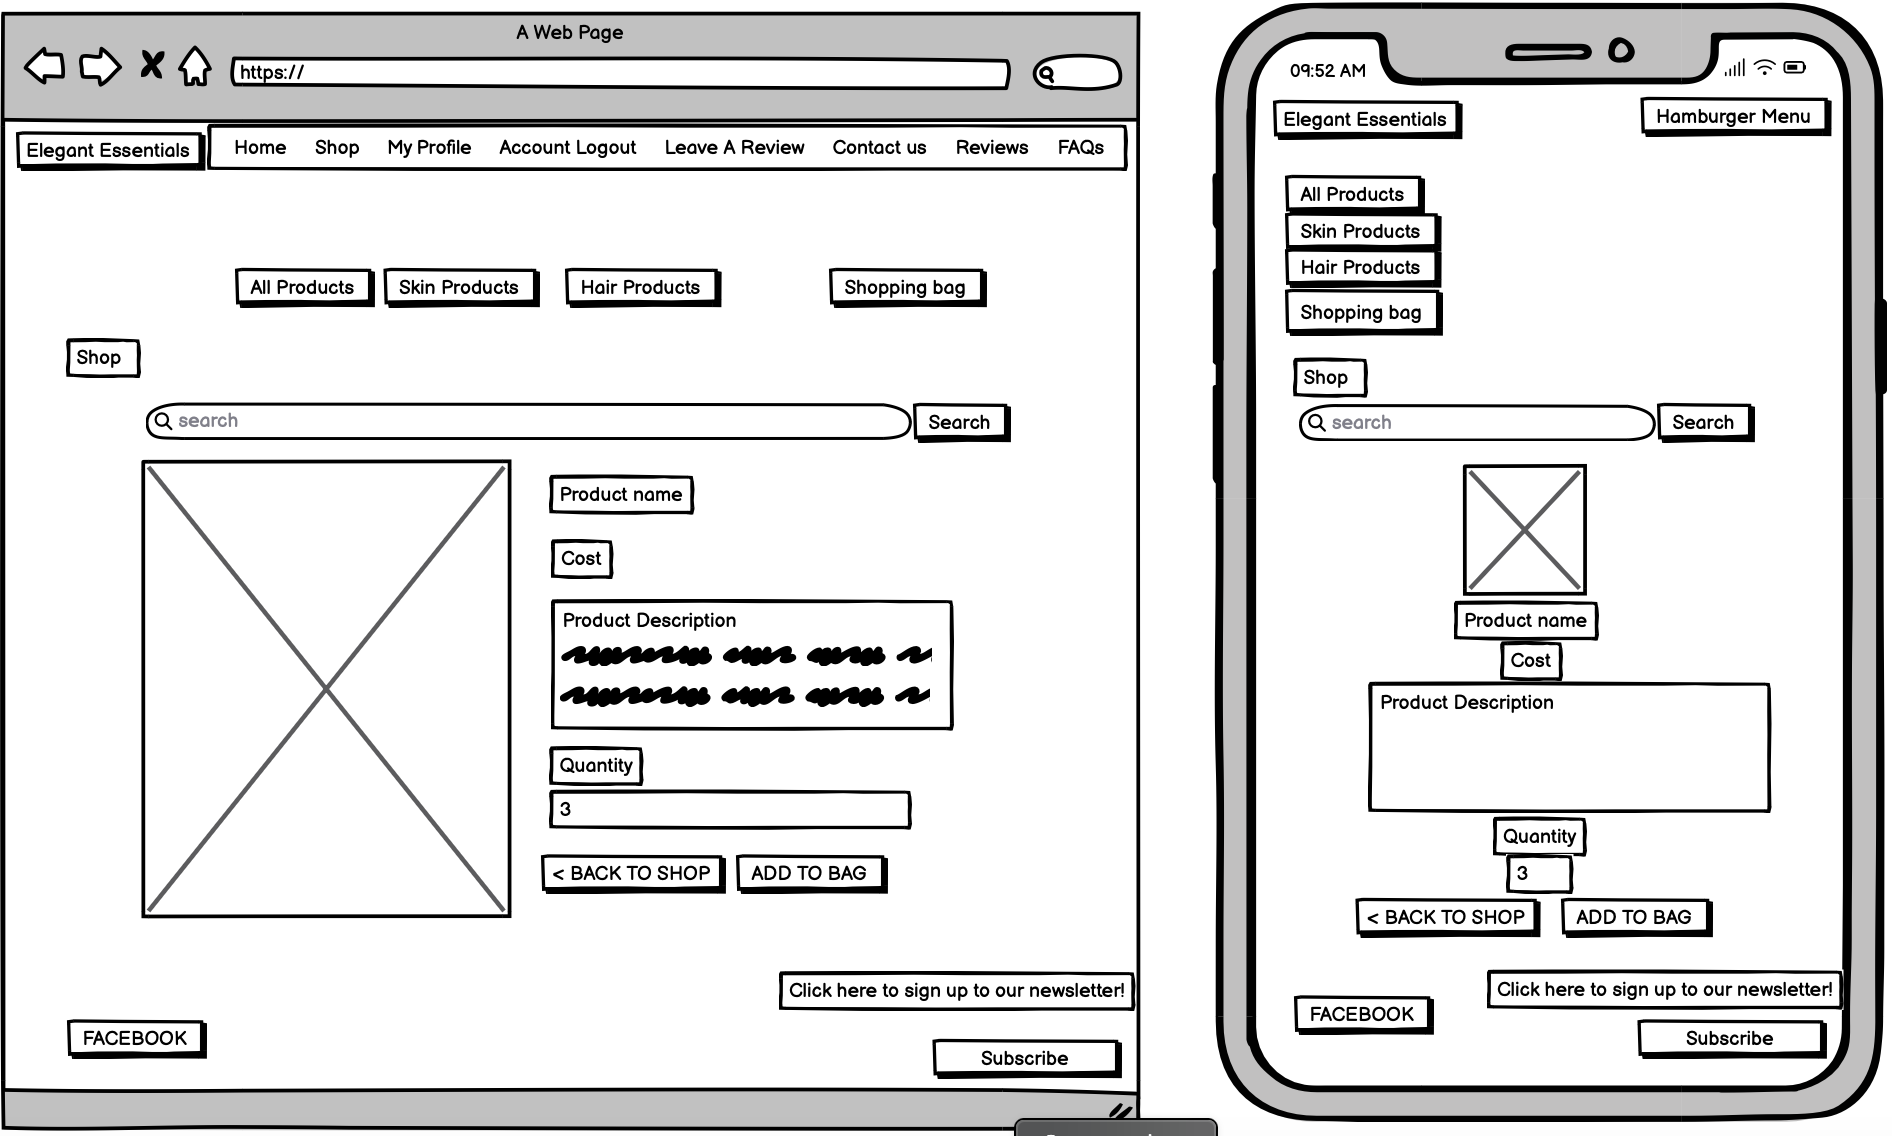 A Web Page
https://
Elegant Essentials
Home Shop My Profile Account Logout Leave A Review Contact us Reviews FAQs
All Products Skin Products Hair Products Shopping bag
Shop
search Search
Product name
Cost
Product Description
Quantity
3
< BACK TO SHOP ADD TO BAG
Click here to sign up to our newsletter!
FACEBOOK
Subscribe
09:52 AM
Elegant Essentials Hamburger Menu
All Products
Skin Products
Hair Products
Shopping bag
Shop
search Search
Product name
Cost
Product Description
Quantity
3
< BACK TO SHOP ADD TO BAG
Click here to sign up to our newsletter!
FACEBOOK
Subscribe